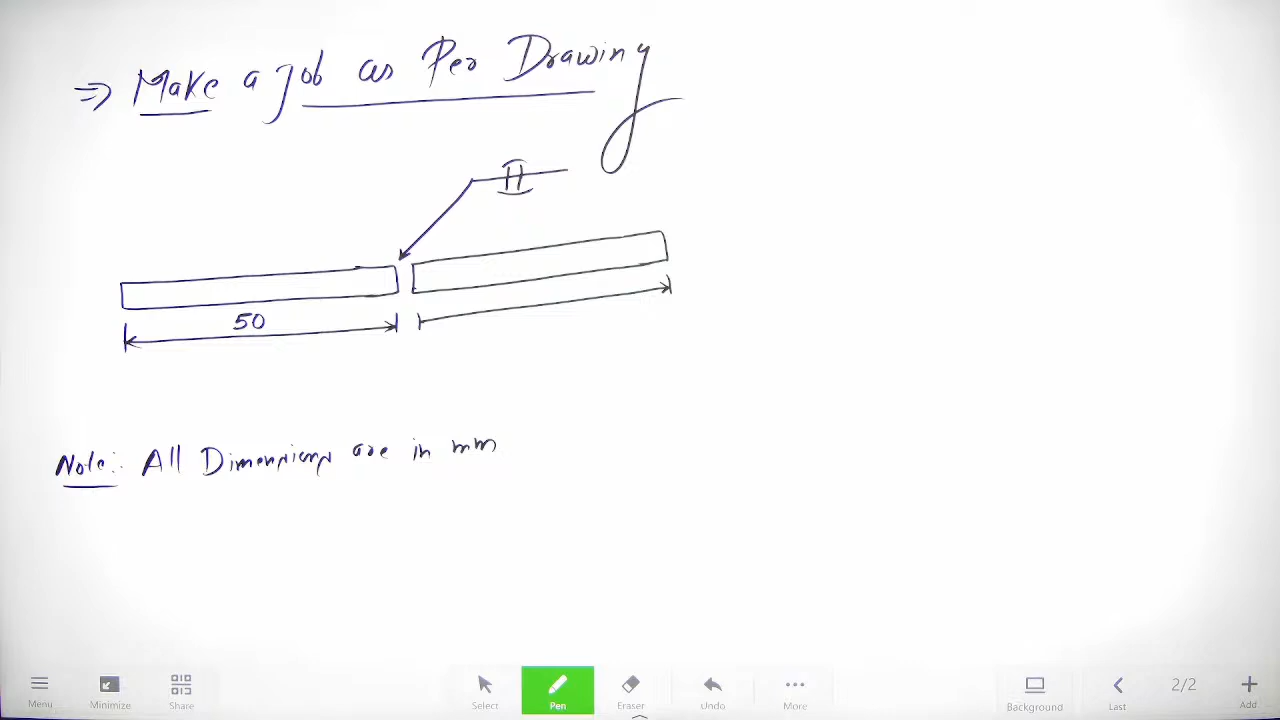 ⇒ Make a Job as Per Drawing
50
Note:- All Dimensions are in mm
Menu
Minimize
Share
Select
Pen
Eraser
Undo
More
Background
Last
2/2
Add